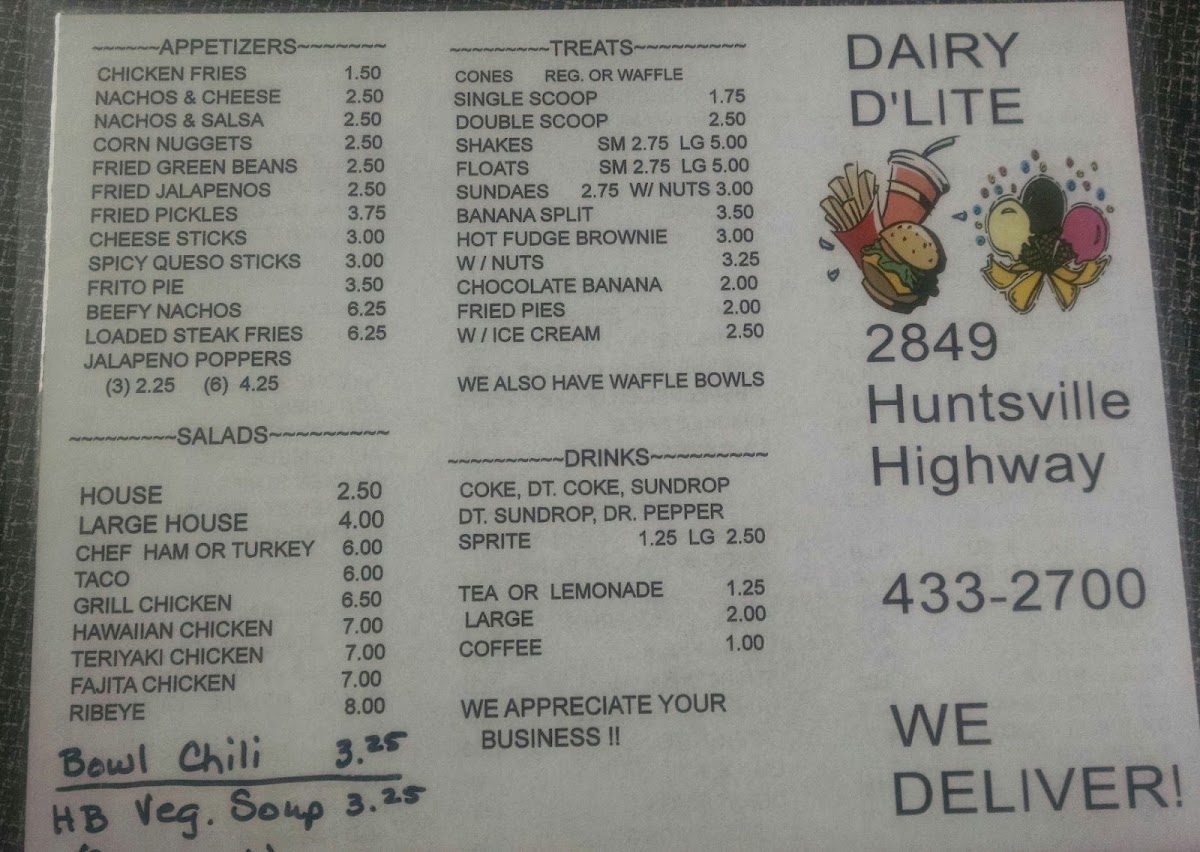 ~~~~~~APPETIZERS~~~~~~~
CHICKEN FRIES 1.50
NACHOS & CHEESE 2.50
NACHOS & SALSA 2.50
CORN NUGGETS 2.50
FRIED GREEN BEANS 2.50
FRIED JALAPENOS 2.50
FRIED PICKLES 3.75
CHEESE STICKS 3.00
SPICY QUESO STICKS 3.00
FRITO PIE 3.50
BEEFY NACHOS 6.25
LOADED STEAK FRIES 6.25
JALAPENO POPPERS
(3) 2.25 (6) 4.25
~~~~~~~~~SALADS~~~~~~~~~~
HOUSE 2.50
LARGE HOUSE 4.00
CHEF HAM OR TURKEY 6.00
TACO 6.00
GRILL CHICKEN 6.50
HAWAIIAN CHICKEN 7.00
TERIYAKI CHICKEN 7.00
FAJITA CHICKEN 7.00
RIBEYE 8.00
Bowl Chili 3.25
HB Veg. Soup 3.25
~~~~~~~~~TREATS~~~~~~~~~~
CONES REG. OR WAFFLE
SINGLE SCOOP 1.75
DOUBLE SCOOP 2.50
SHAKES SM 2.75 LG 5.00
FLOATS SM 2.75 LG 5.00
SUNDAES 2.75 W/ NUTS 3.00
BANANA SPLIT 3.50
HOT FUDGE BROWNIE 3.00
W / NUTS 3.25
CHOCOLATE BANANA 2.00
FRIED PIES 2.00
W / ICE CREAM 2.50
WE ALSO HAVE WAFFLE BOWLS
~~~~~~~~~~DRINKS~~~~~~~~~~
COKE, DT. COKE, SUNDROP
DT. SUNDROP, DR. PEPPER
SPRITE 1.25 LG 2.50
TEA OR LEMONADE 1.25
LARGE 2.00
COFFEE 1.00
WE APPRECIATE YOUR
BUSINESS !!
DAIRY
D'LITE
2849
Huntsville
Highway
433-2700
WE
DELIVER!